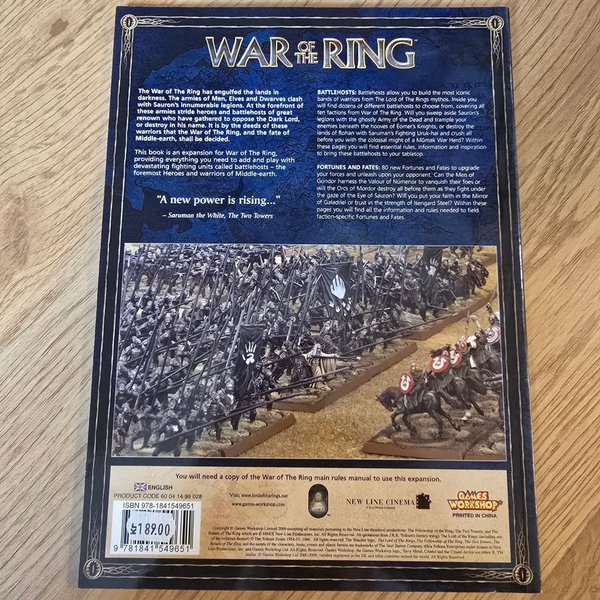 WAR OF THE RING™
The War of The Ring has engulfed the lands in
darkness. The armies of Men, Elves and Dwarves clash
with Sauron's innumerable legions. At the forefront of
these armies stride heroes and battlehosts of great
renown who have gathered to oppose the Dark Lord,
or destroy in his name. It is by the deeds of these
warriors that the War of The Ring, and the fate of
Middle-earth, shall be decided.
This book is an expansion for War of The Ring,
providing everything you need to add and play with
devastating fighting units called battlehosts – the
foremost Heroes and warriors of Middle-earth.
“A new power is rising...”
– Saruman the White, The Two Towers
BATTLEHOSTS: Battlehosts allow you to build the most iconic
bands of warriors from The Lord of The Rings mythos. Inside you
will find dozens of different battlehosts to choose from, covering all
ten factions from War of The Ring. Will you sweep aside Sauron's
legions with the ghostly Army of the Dead and trample your
enemies beneath the hooves of Éomer's Knights, or destroy the
lands of Rohan with Saruman's Fighting Uruk-hai and crush all
before you with the colossal might of a Mûmak War Herd? Within
these pages you will find essential rules, information and inspiration
to bring these battlehosts to your tabletop.
FORTUNES AND FATES: 80 new Fortunes and Fates to upgrade
your forces and unleash upon your opponent. Can the Men of
Gondor harness the Valour of Númenor to vanquish their foes or
will the Orcs of Mordor destroy all before them as they fight under
the gaze of the Eye of Sauron? Will you put your faith in the Mirror
of Galadriel or trust in the strength of Isengard Steel? Within these
pages you will find all the information and rules needed to field
faction-specific Fortunes and Fates.
You will need a copy of the War of The Ring main rules manual to use this expansion.
ENGLISH
PRODUCT CODE 60 04 14 99 028
ISBN 978-1841549651
189.00
9 781841 549651
Visit: www.lordoftherings.net
www.games-workshop.com
NEW LINE CINEMA
GAMES
WORKSHOP
PRINTED IN CHINA